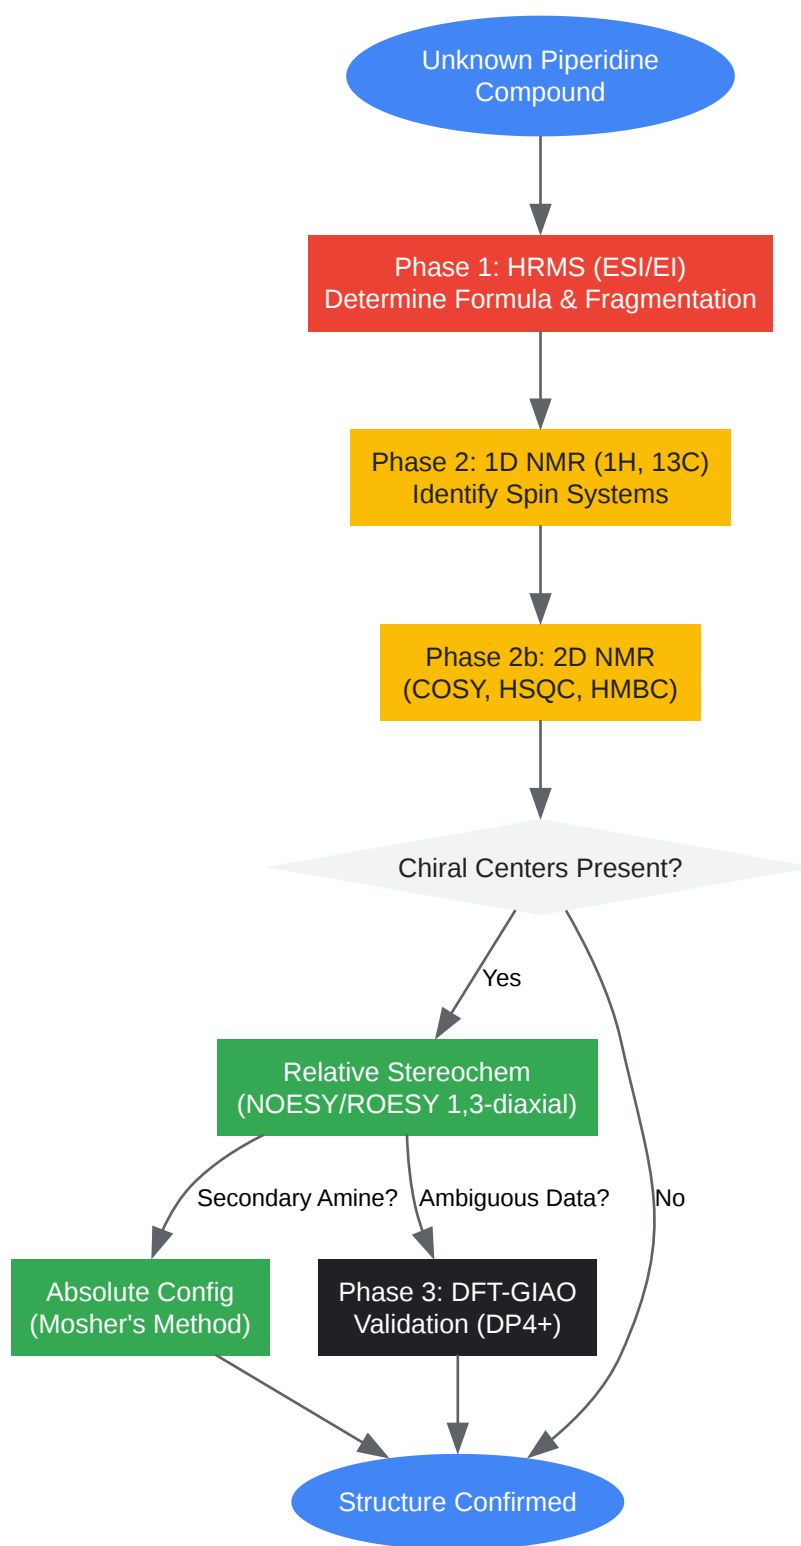 Unknown Piperidine
Compound
Phase 1: HRMS (ESI/EI)
Determine Formula & Fragmentation
Phase 2: 1D NMR (1H, 13C)
Identify Spin Systems
Phase 2b: 2D NMR
(COSY, HSQC, HMBC)
Chiral Centers Present?
Yes
Relative Stereochem
(NOESY/ROESY 1,3-diaxial)
Secondary Amine?
Ambiguous Data?
No
Absolute Config
(Mosher's Method)
Phase 3: DFT-GIAO
Validation (DP4+)
Structure Confirmed